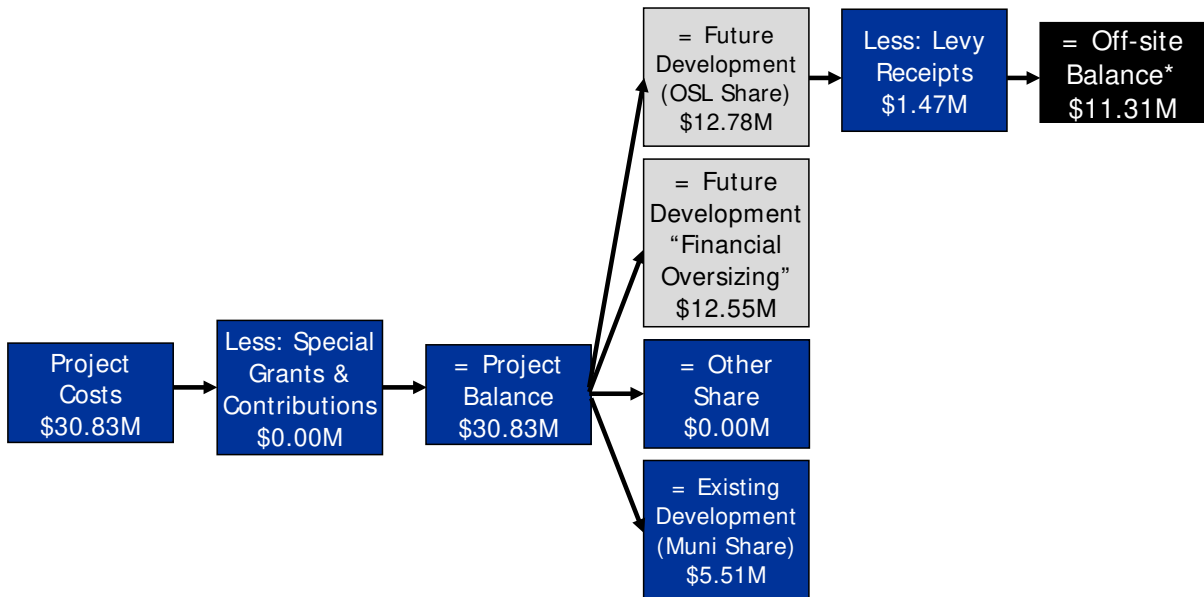 Project
Costs
$30.83M
Less: Special
Grants &
Contributions
$0.00M
= Project
Balance
$30.83M
= Future
Development
(OSL Share)
$12.78M
Less: Levy
Receipts
$1.47M
= Off-site
Balance*
$11.31M
= Future
Development
“Financial
Oversizing”
$12.55M
= Other
Share
$0.00M
= Existing
Development
(Muni Share)
$5.51M